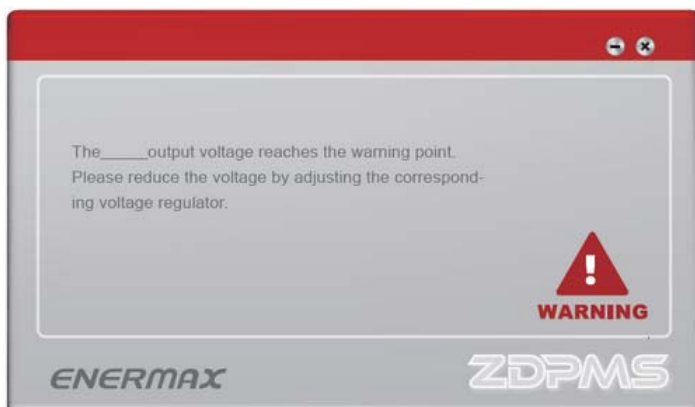 The_____output voltage reaches the warning point.
Please reduce the voltage by adjusting the correspond-
ing voltage regulator.
!
WARNING
ENERMAX
ZDPMS